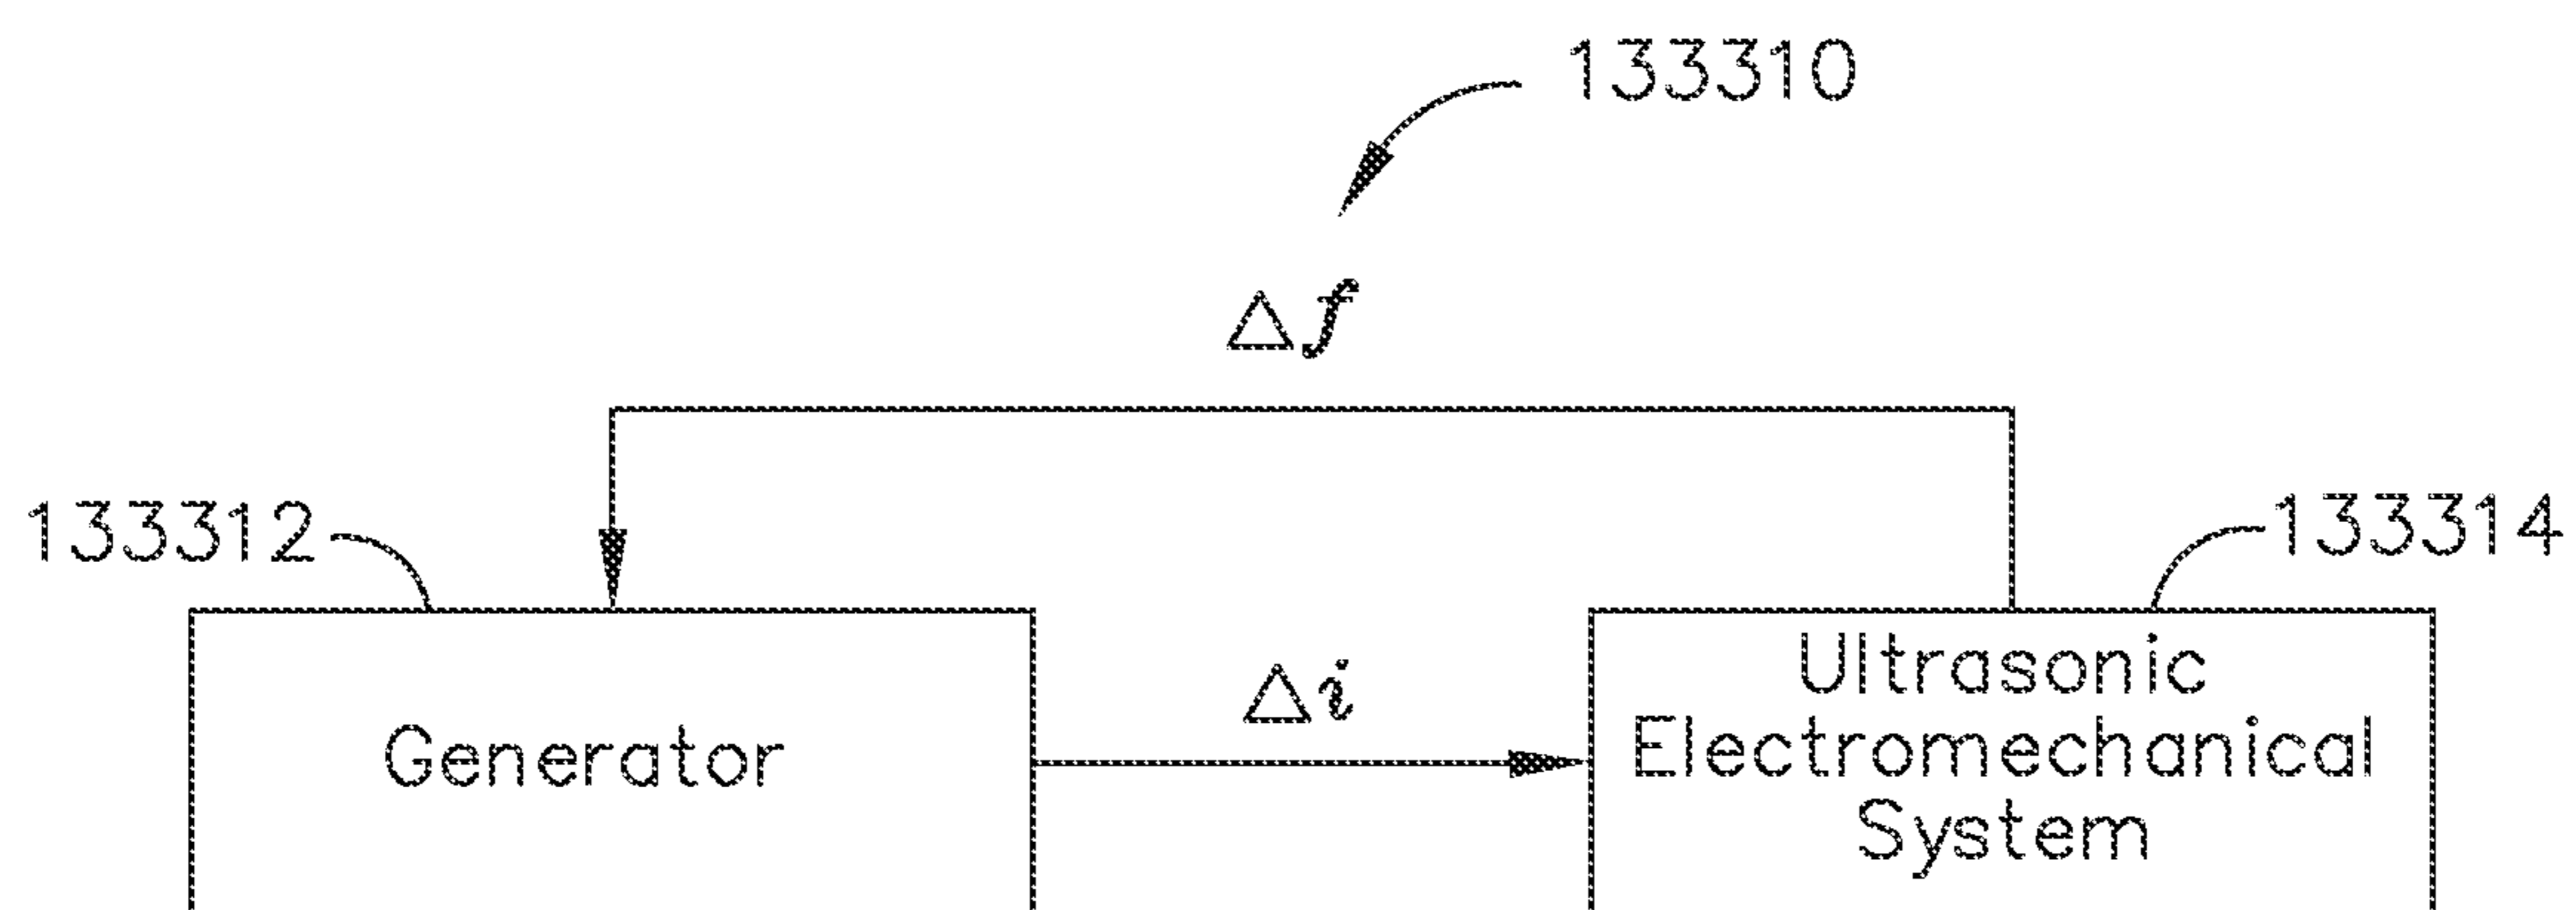 133310
Δf
133312
133314
Δi
Generator
Ultrasonic
Electromechanical
System